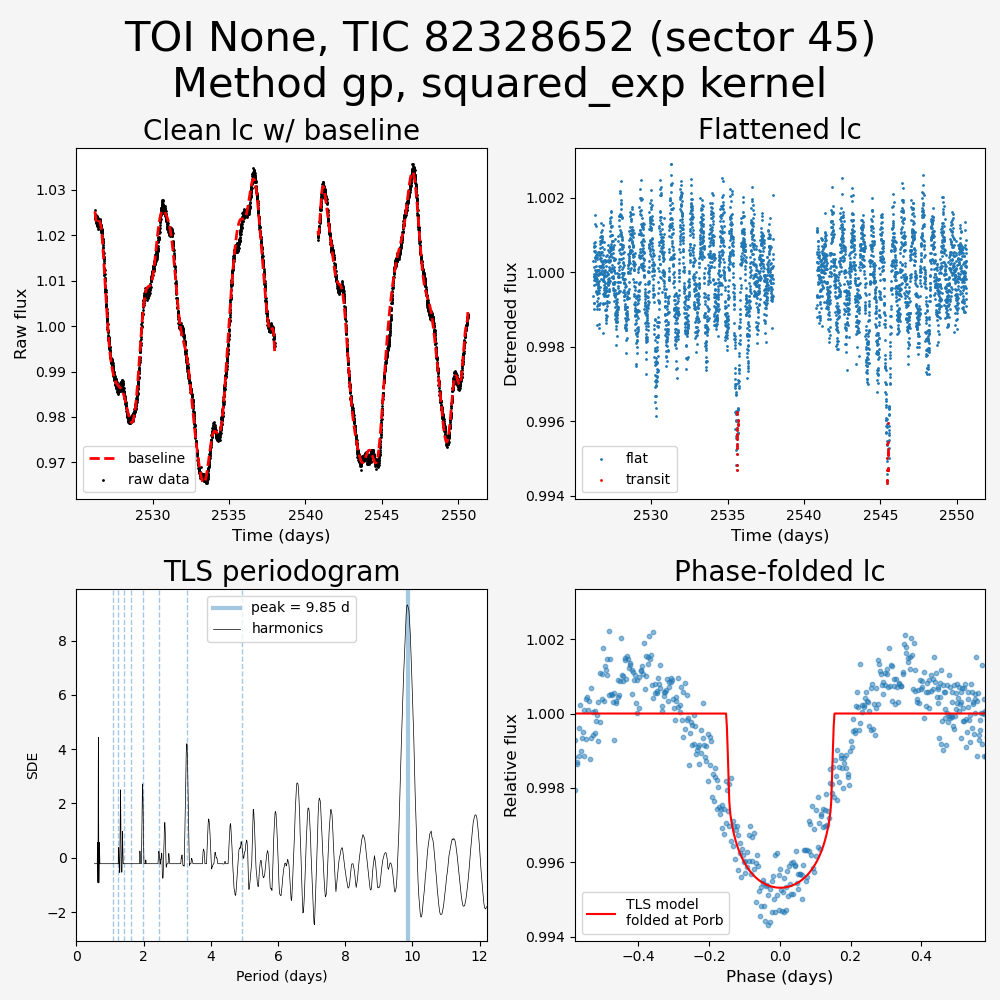 TOI None, TIC 82328652 (sector 45)
Method gp, squared_exp kernel
Clean lc w/ baseline
Raw flux
1.03
1.02
1.01
1.00
0.99
0.98
0.97
baseline
raw data
2530
2535
2540
2545
2550
Time (days)
Flattened lc
Detrended flux
1.002
1.000
0.998
0.996
0.994
flat
transit
2530
2535
2540
2545
2550
Time (days)
TLS periodogram
SDE
8
6
4
2
0
−2
peak = 9.85 d
harmonics
0
2
4
6
8
10
12
Period (days)
Phase-folded lc
Relative flux
1.002
1.000
0.998
0.996
0.994
TLS model
folded at Porb
−0.4
−0.2
0.0
0.2
0.4
Phase (days)